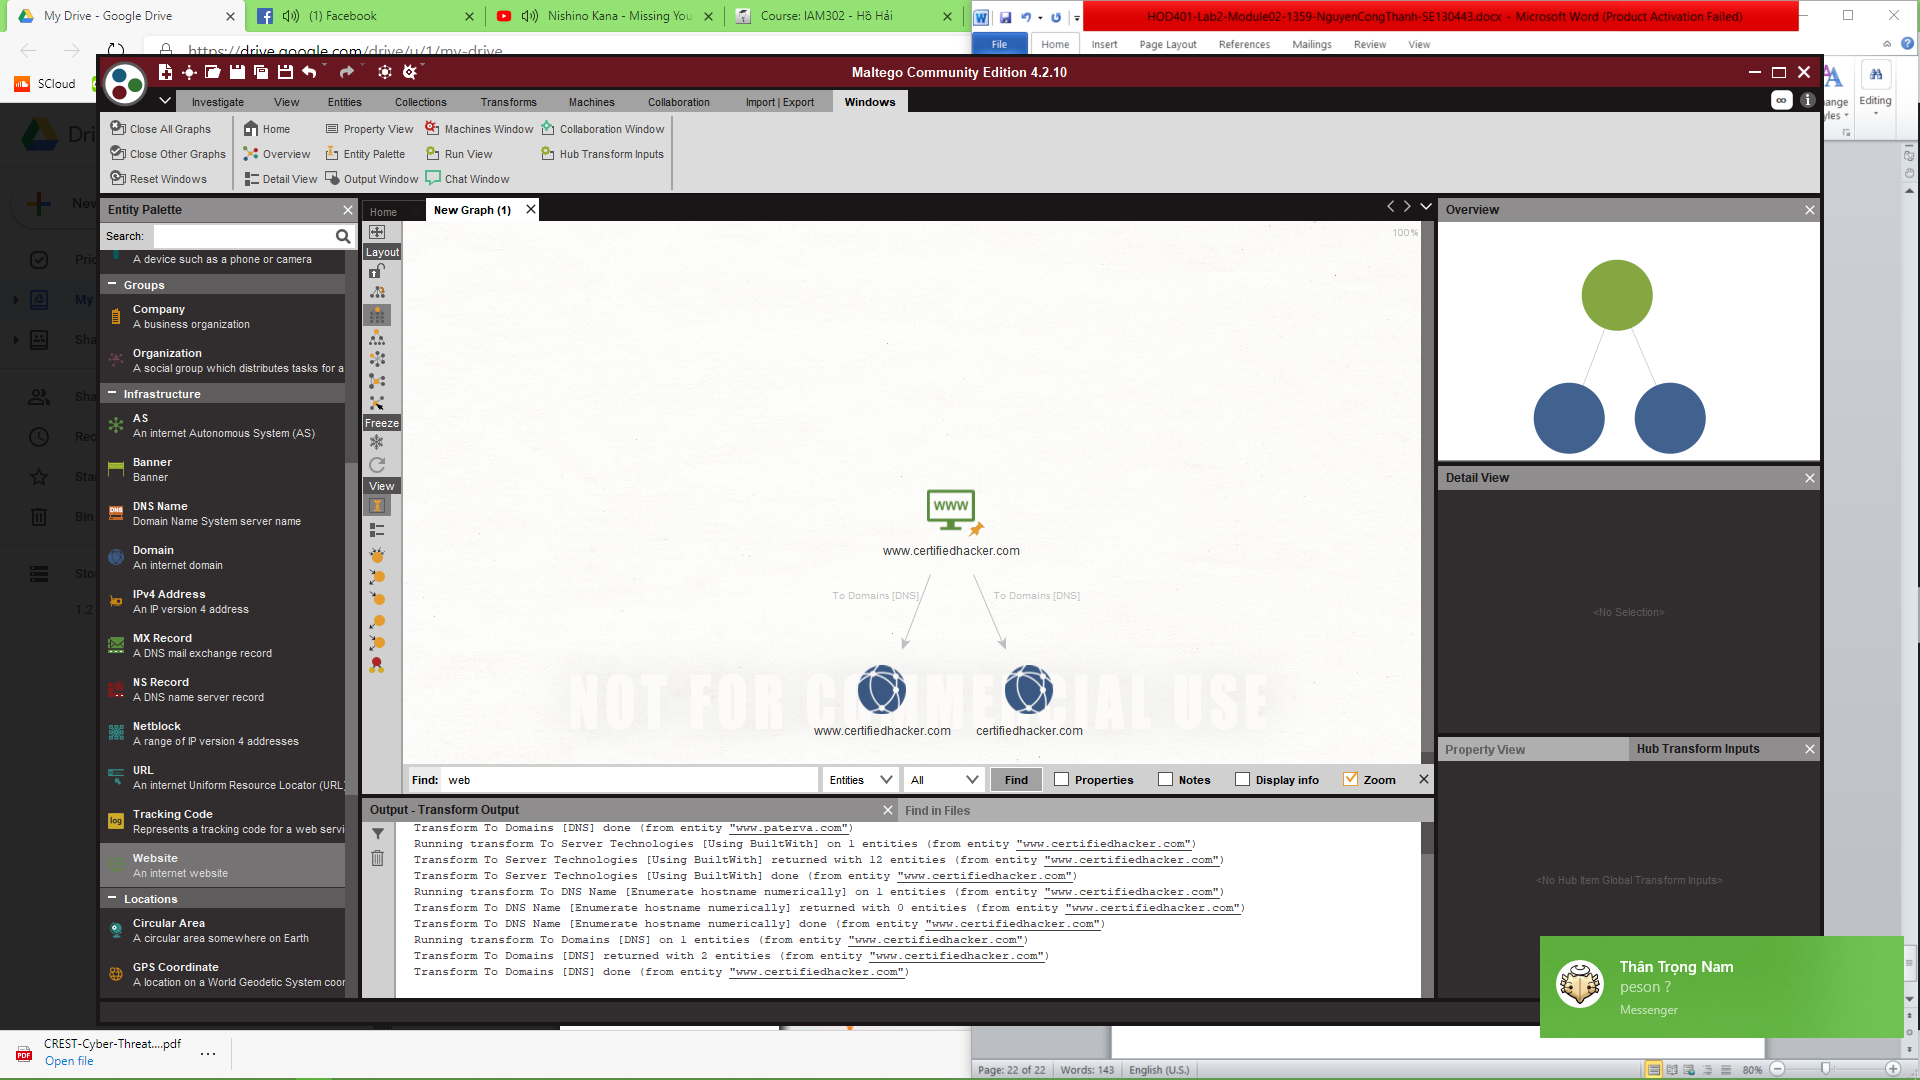 My Drive - Google Drive
(1) Facebook
Nishino Kana - Missing You
Course: IAM302 - Hồ Hải
HOD401-Lab2-Module02-1359-NguyenCongThanh-SE130443.docx - Microsoft Word (Product Activation Failed)
https://drive.google.com/drive/u/1/my-drive
File Home Insert Page Layout References Mailings Review View
SCloud
Maltego Community Edition 4.2.10
Editing
Investigate View Entities Collections Transforms Machines Collaboration Import | Export Windows
Close All Graphs
Close Other Graphs
Reset Windows
Home
Overview
Detail View
Property View
Entity Palette
Output Window
Machines Window
Run View
Chat Window
Collaboration Window
Hub Transform Inputs
Entity Palette
Search:
A device such as a phone or camera
Groups
Company
A business organization
Organization
A social group which distributes tasks for a
Infrastructure
AS
An internet Autonomous System (AS)
Banner
Banner
DNS Name
Domain Name System server name
Domain
An internet domain
IPv4 Address
An IP version 4 address
MX Record
A DNS mail exchange record
NS Record
A DNS name server record
Netblock
A range of IP version 4 addresses
URL
An internet Uniform Resource Locator (URL
Tracking Code
Represents a tracking code for a web servi
Website
An internet website
Locations
Circular Area
A circular area somewhere on Earth
GPS Coordinate
A location on a World Geodetic System coor
Home
New Graph (1)
Layout
Freeze
View
100%
www
www.certifiedhacker.com
To Domains [DNS]
To Domains [DNS]
NOT FOR COMMERCIAL USE
www.certifiedhacker.com
certifiedhacker.com
Find: web Entities All Find Properties Notes Display info Zoom
Output - Transform Output
Find in Files
Transform To Domains [DNS] done (from entity "www.paterva.com")
Running transform To Server Technologies [Using BuiltWith] on 1 entities (from entity "www.certifiedhacker.com")
Transform To Server Technologies [Using BuiltWith] returned with 12 entities (from entity "www.certifiedhacker.com")
Transform To Server Technologies [Using BuiltWith] done (from entity "www.certifiedhacker.com")
Running transform To DNS Name [Enumerate hostname numerically] on 1 entities (from entity "www.certifiedhacker.com")
Transform To DNS Name [Enumerate hostname numerically] returned with 0 entities (from entity "www.certifiedhacker.com")
Transform To DNS Name [Enumerate hostname numerically] done (from entity "www.certifiedhacker.com")
Running transform To Domains [DNS] on 1 entities (from entity "www.certifiedhacker.com")
Transform To Domains [DNS] returned with 2 entities (from entity "www.certifiedhacker.com")
Transform To Domains [DNS] done (from entity "www.certifiedhacker.com")
Overview
Detail View
<No Selection>
Property View
Hub Transform Inputs
<No Hub Item Global Transform Inputs>
Thân Trọng Nam
peson ?
Messenger
CREST-Cyber-Threat....pdf
Open file
Page: 22 of 22 Words: 143 English (U.S.) 80%